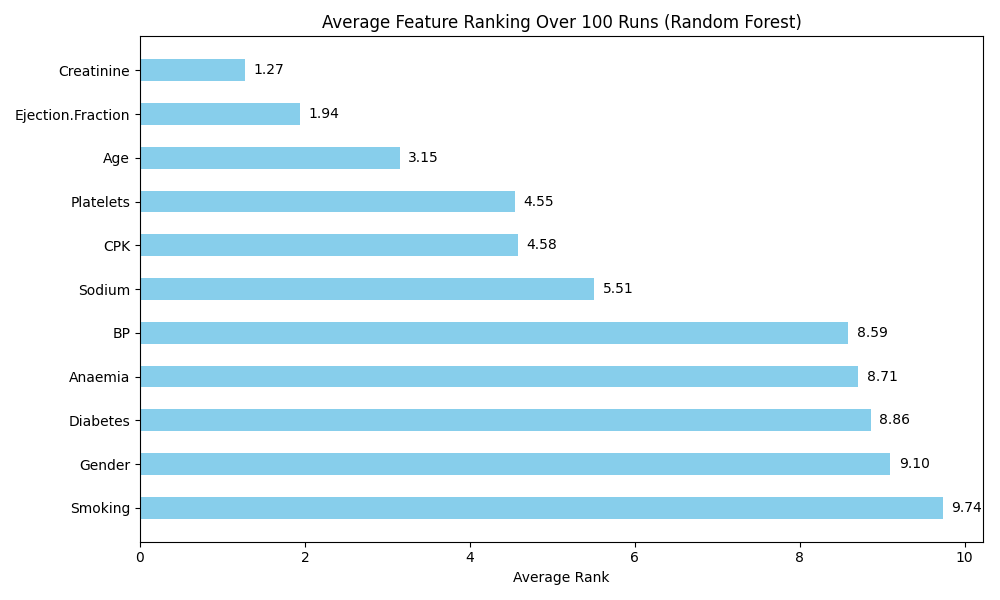 Average Feature Ranking Over 100 Runs (Random Forest)
Creatinine 1.27
Ejection.Fraction 1.94
Age 3.15
Platelets 4.55
CPK 4.58
Sodium 5.51
BP 8.59
Anaemia 8.71
Diabetes 8.86
Gender 9.10
Smoking 9.74
0 2 4 6 8 10
Average Rank